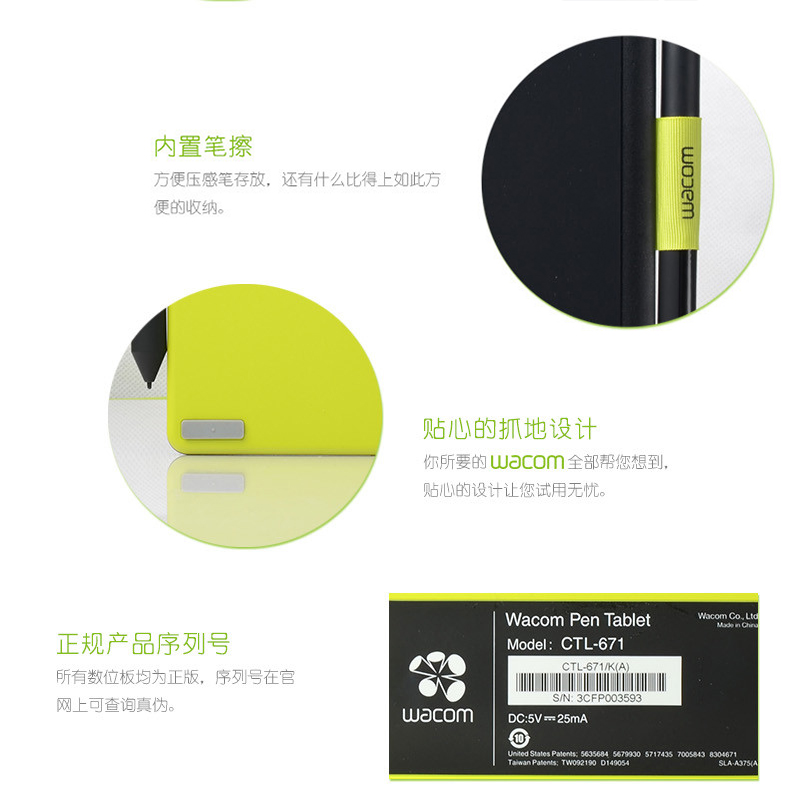 内置笔擦
方便压感笔存放，还有什么比得上如此方
便的收纳。
wacom
贴心的抓地设计
你所要的wacom全部帮您想到，
贴心的设计让您试用无忧。
正规产品序列号
所有数位板均为正版，序列号在官
网上可查询真伪。
wacom
Wacom Pen Tablet
Wacom Co., Ltd
Made in China
Model: CTL-671
CTL-671/K(A)
S/N: 3CFP003593
DC:5V 25mA
10
United States Patents; 5635684 5679930 5717435 7005843 8304671
Taiwan Patents; TW092190 D149054
SLA-A375(A